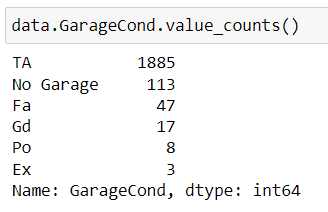 data.GarageCond.value_counts()
TA 1885
No Garage 113
Fa 47
Gd 17
Po 8
Ex 3
Name: GarageCond, dtype: int64